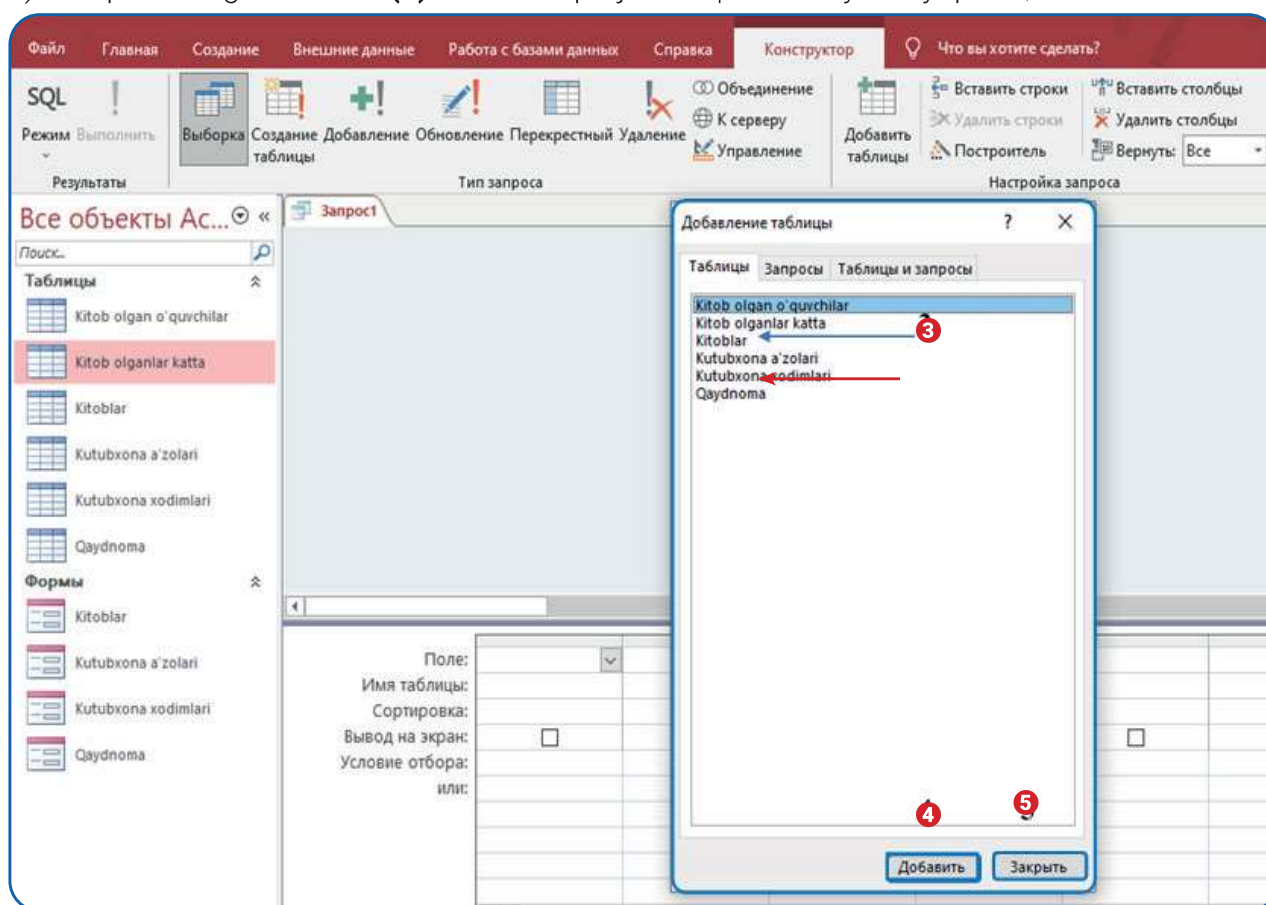 Файл Главная Создание Внешние данные Работа с базами данных Справка Конструктор Что вы хотите сделать?
SQL
Режим Выполнить
Результаты
Выборка Создание таблицы Добавление Обновление Перекрестный Удаление
Объединение
К серверу
Управление
Тип запроса
Добавить таблицы
Вставить строки
Удалить строки
Построитель
Вставить столбцы
Удалить столбцы
Вернуть: Все
Настройка запроса
Все объекты Ac...
Поиск...
Таблицы
Kitob olgan o'quvchilar
Kitob olganlar katta
Kitoblar
Kutubxona a'zolari
Kutubxona xodimlari
Qaydnoma
Формы
Kitoblar
Kutubxona a'zolari
Kutubxona xodimlari
Qaydnoma
Запрос1
Поле:
Имя таблицы:
Сортировка:
Вывод на экран:
Условие отбора:
или:
Добавление таблицы ? X
Таблицы Запросы Таблицы и запросы
Kitob olgan o'quvchilar
Kitob olganlar katta
Kitoblar
Kutubxona a'zolari
Kutubxona xodimlari
Qaydnoma
3
4 5
Добавить Закрыть